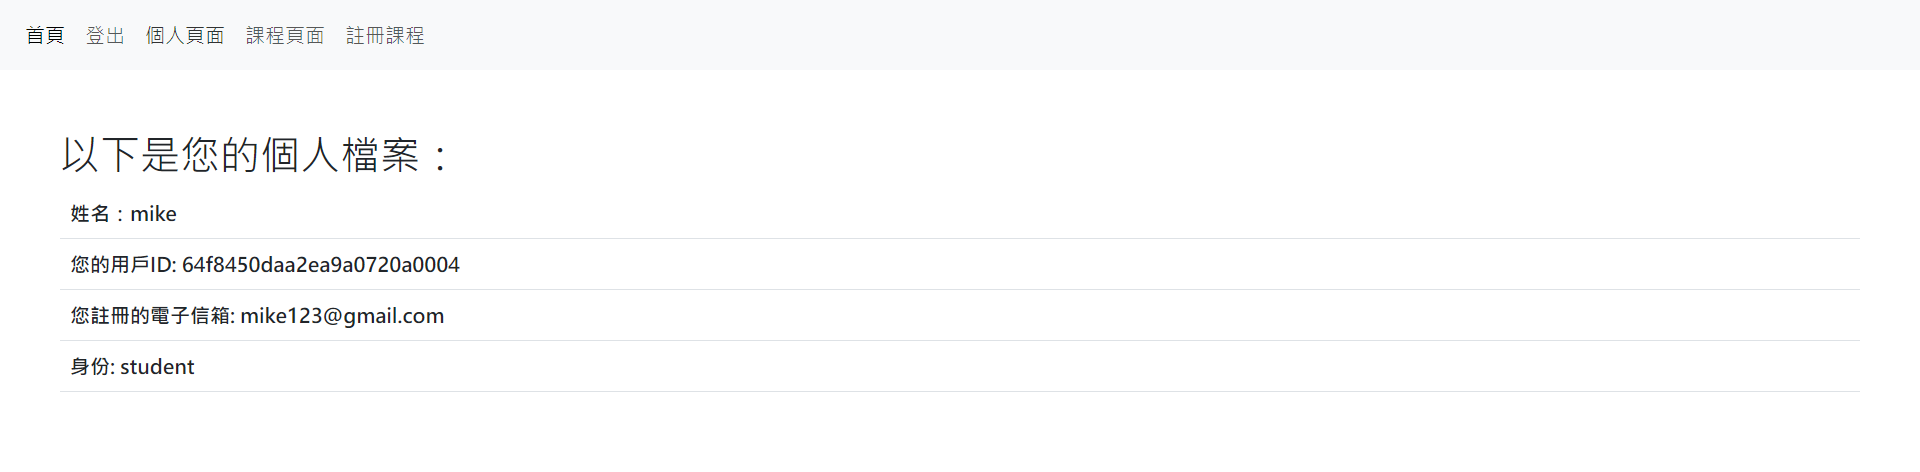 首頁 登出 個人頁面 課程頁面 註冊課程
以下是您的個人檔案：
姓名：mike
您的用戶ID: 64f8450daa2ea9a0720a0004
您註冊的電子信箱: mike123@gmail.com
身份: student